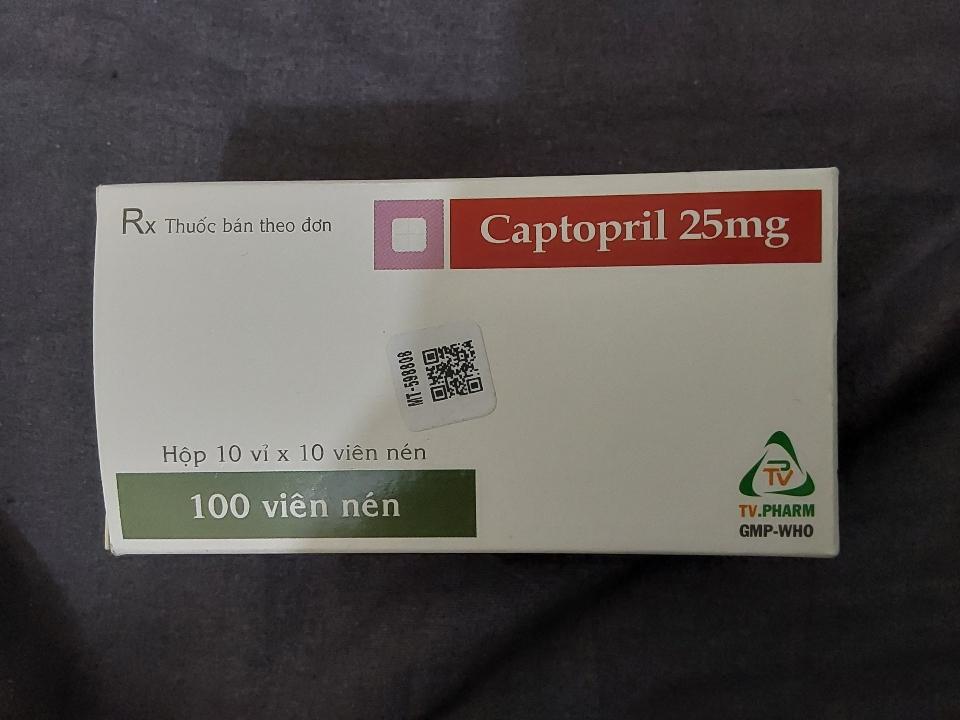 Rx Thuốc bán theo đơn
Captopril 25mg
MT-598808
Hộp 10 vỉ x 10 viên nén
100 viên nén
TV
TV.PHARM
GMP-WHO